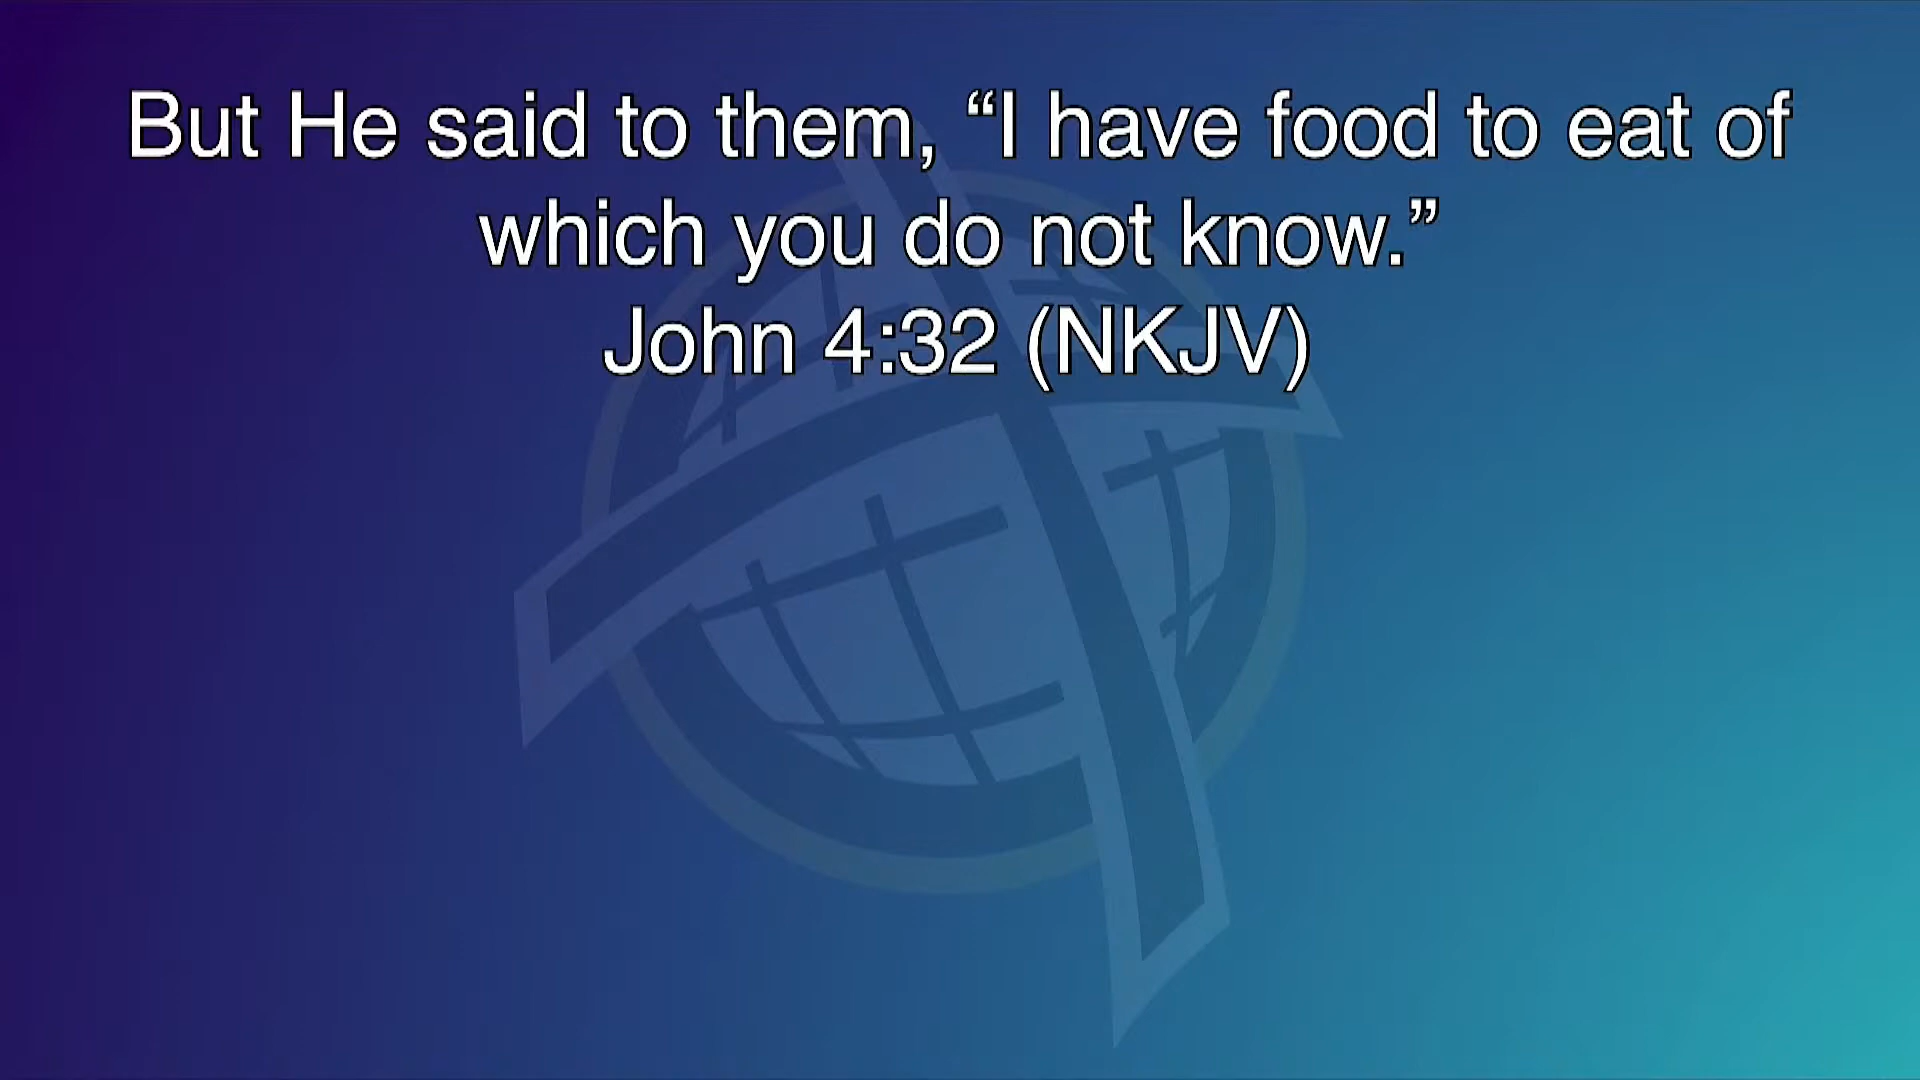 But He said to them, “I have food to eat of
which you do not know.”
John 4:32 (NKJV)